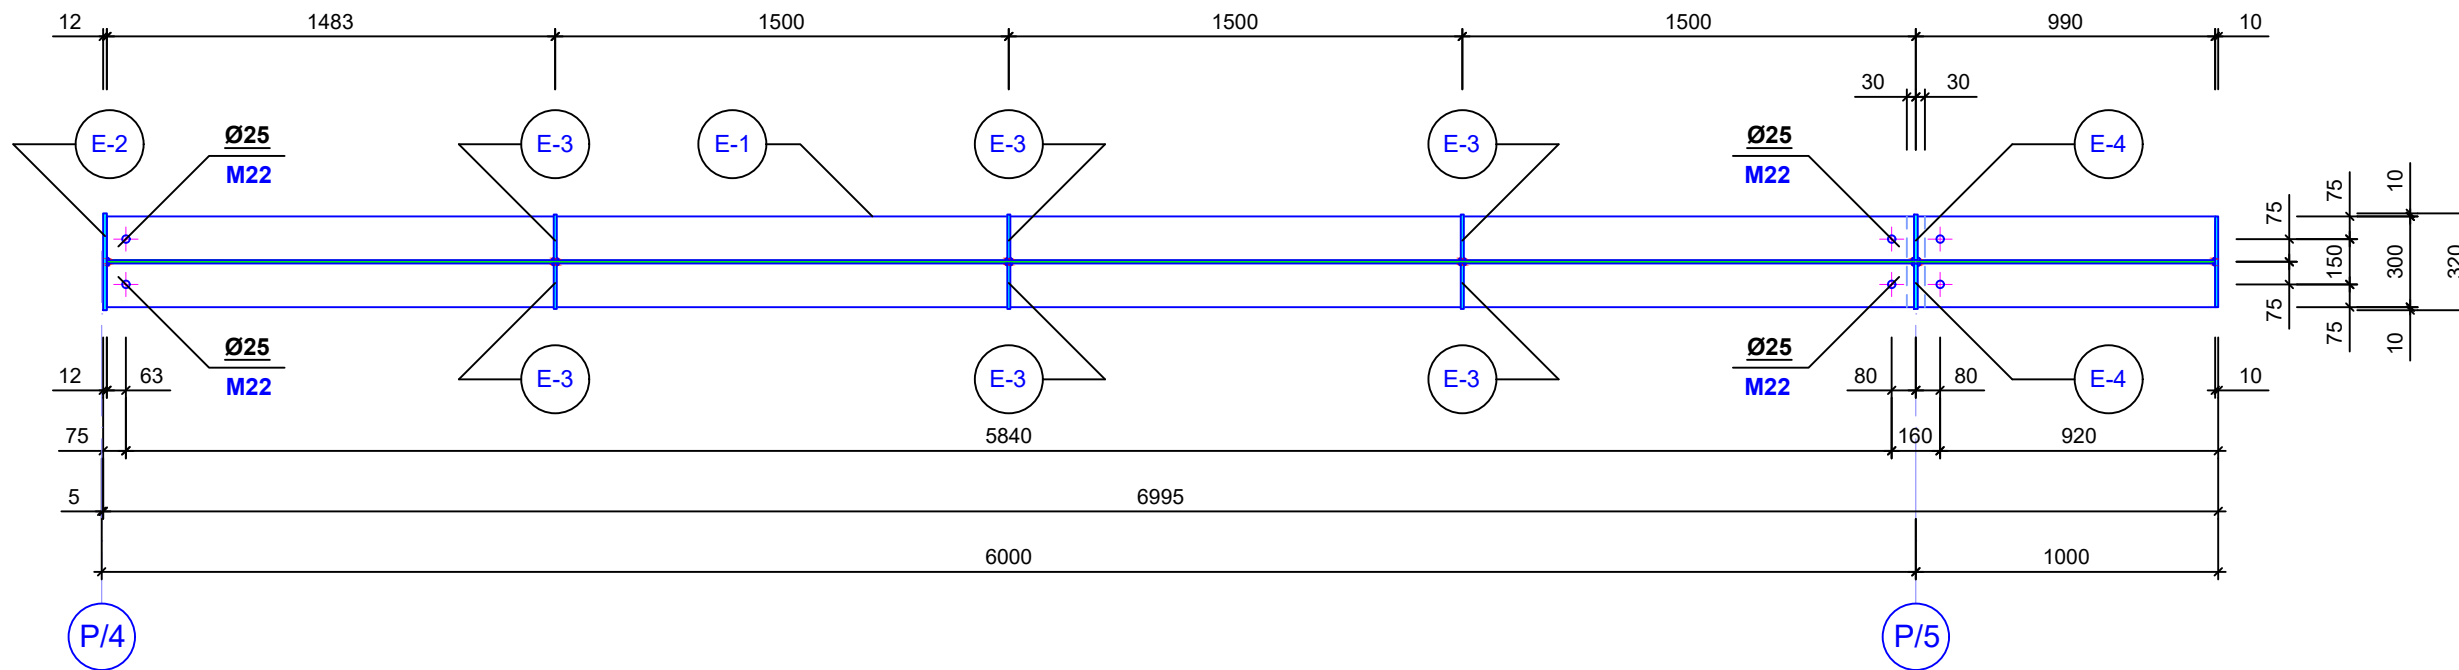 12 1483 1500 1500 1500 990 10
30 30
E-2 E-3 E-1 E-3 E-3 E-4
Ø25 Ø25
M22 M22
75 10
75
150 300 320
75
75 10
Ø25 Ø25
M22 M22
E-3 E-3 E-3 E-4
12 63 80 80 10
75 5840 160 920
5 6995
6000 1000
P/4 P/5